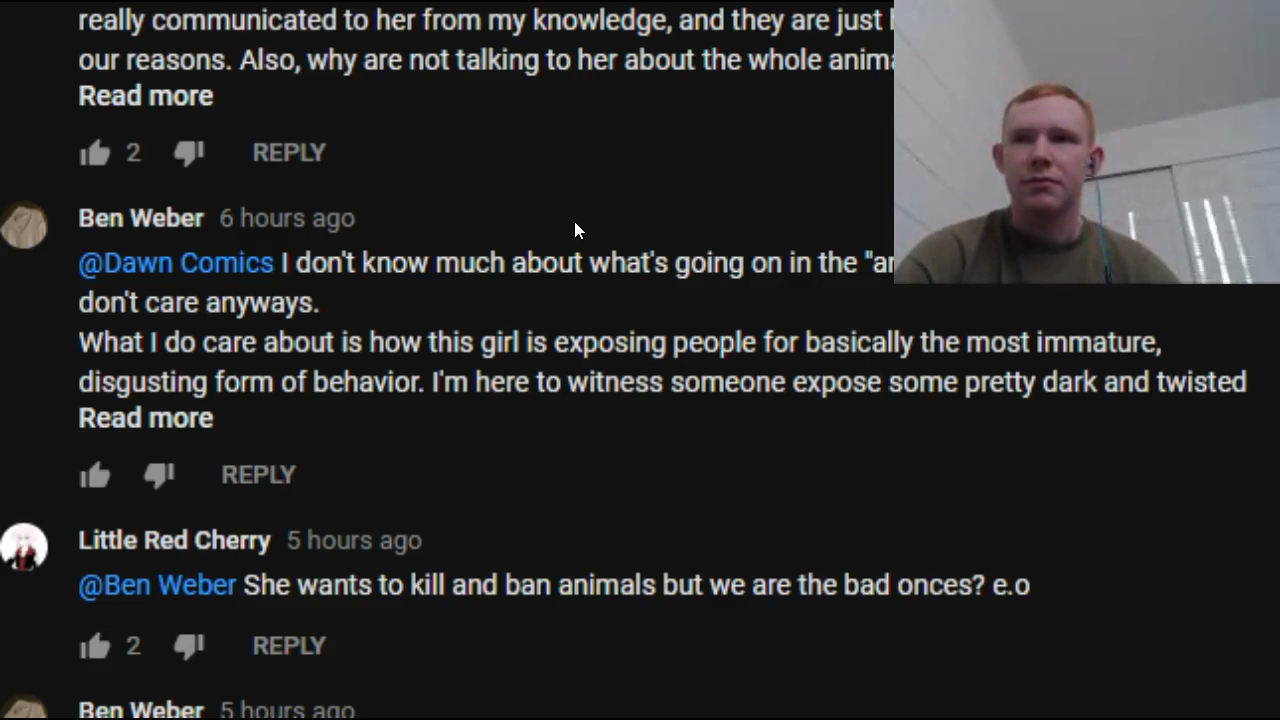 really communicated to her from my knowledge, and they are just
our reasons. Also, why are not talking to her about the whole
Read more
2 REPLY
Ben Weber 6 hours ago
@Dawn Comics I don't know much about what's going on in the
don't care anyways.
What I do care about is how this girl is exposing people for basically the most immature,
disgusting form of behavior. I'm here to witness someone expose some pretty dark and twisted
Read more
REPLY
Little Red Cherry 5 hours ago
@Ben Weber She wants to kill and ban animals but we are the bad onces? e.o
2 REPLY
Ben Weber 5 hours ago